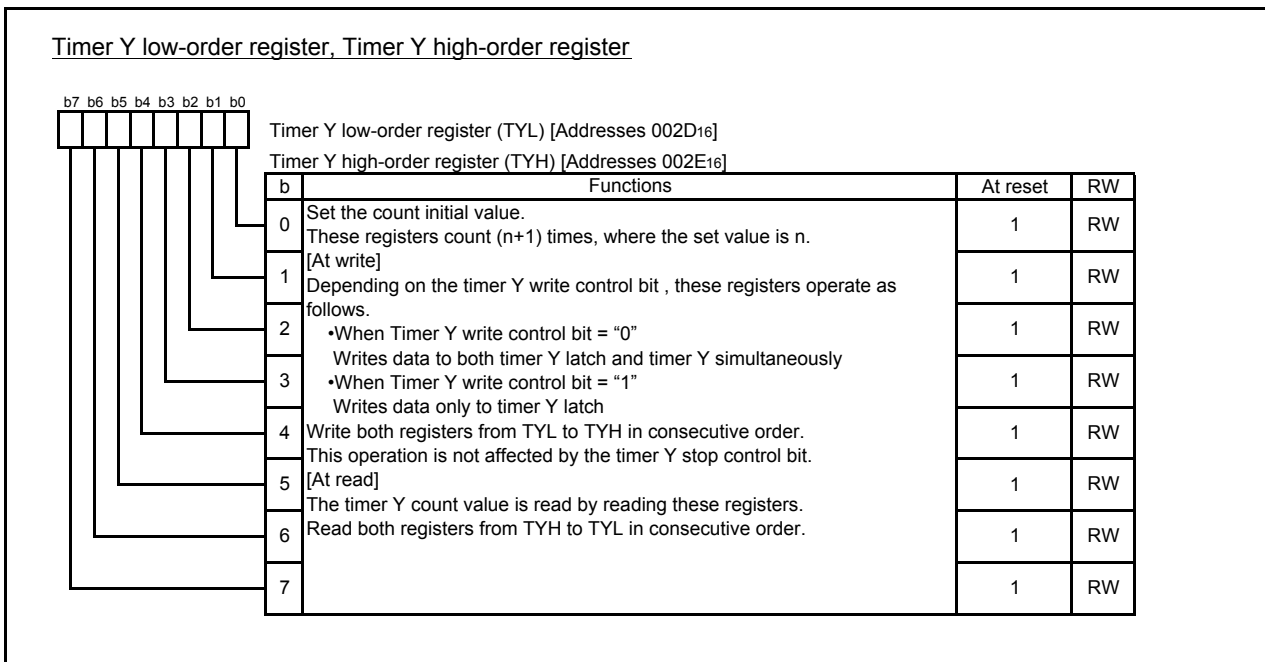 Timer Y low-order register, Timer Y high-order register
b7 b6 b5 b4 b3 b2 b1 b0
Timer Y low-order register (TYL) [Addresses 002D16]
Timer Y high-order register (TYH) [Addresses 002E16]
b Functions At reset RW
0 Set the count initial value. 1 RW
These registers count (n+1) times, where the set value is n.
[At write]
1 Depending on the timer Y write control bit , these registers operate as 1 RW
follows.
2 •When Timer Y write control bit = “0” 1 RW
Writes data to both timer Y latch and timer Y simultaneously
3 •When Timer Y write control bit = “1” 1 RW
Writes data only to timer Y latch
4 Write both registers from TYL to TYH in consecutive order. 1 RW
This operation is not affected by the timer Y stop control bit.
5 [At read] 1 RW
The timer Y count value is read by reading these registers.
6 Read both registers from TYH to TYL in consecutive order. 1 RW
7 1 RW